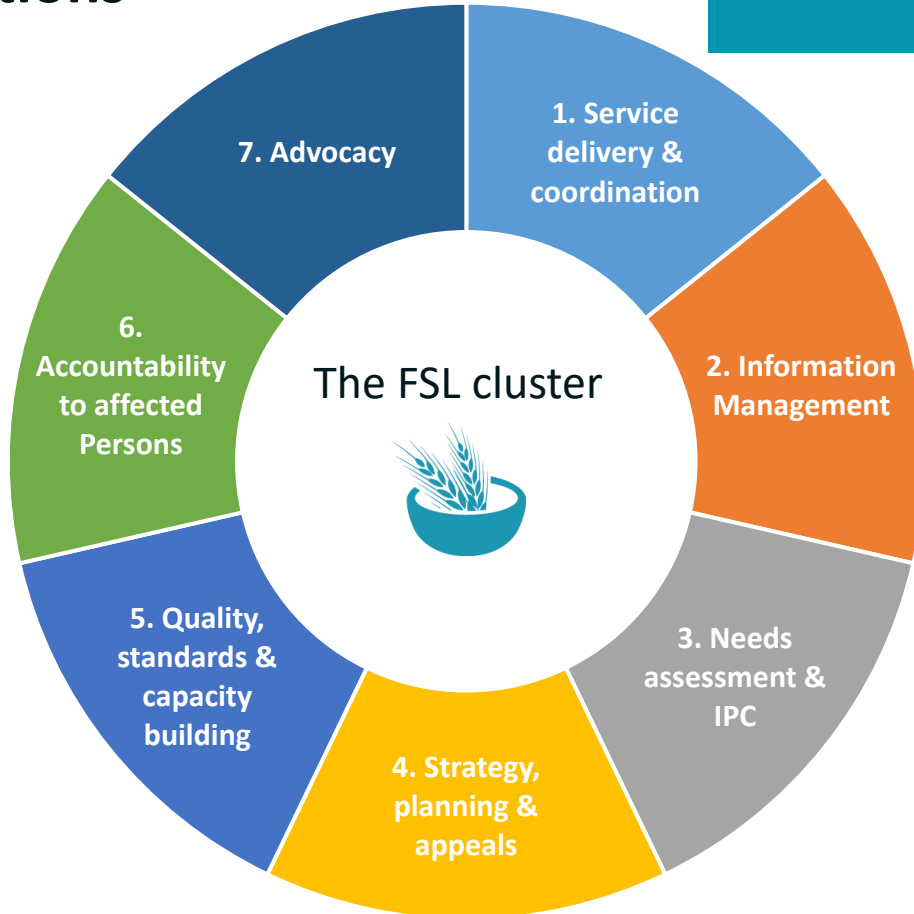 1. Service
delivery &
coordination
2. Information
Management
3. Needs
assessment &
IPC
4. Strategy,
planning &
appeals
5. Quality,
standards &
capacity
building
6.
Accountability
to affected
Persons
7. Advocacy
The FSL cluster